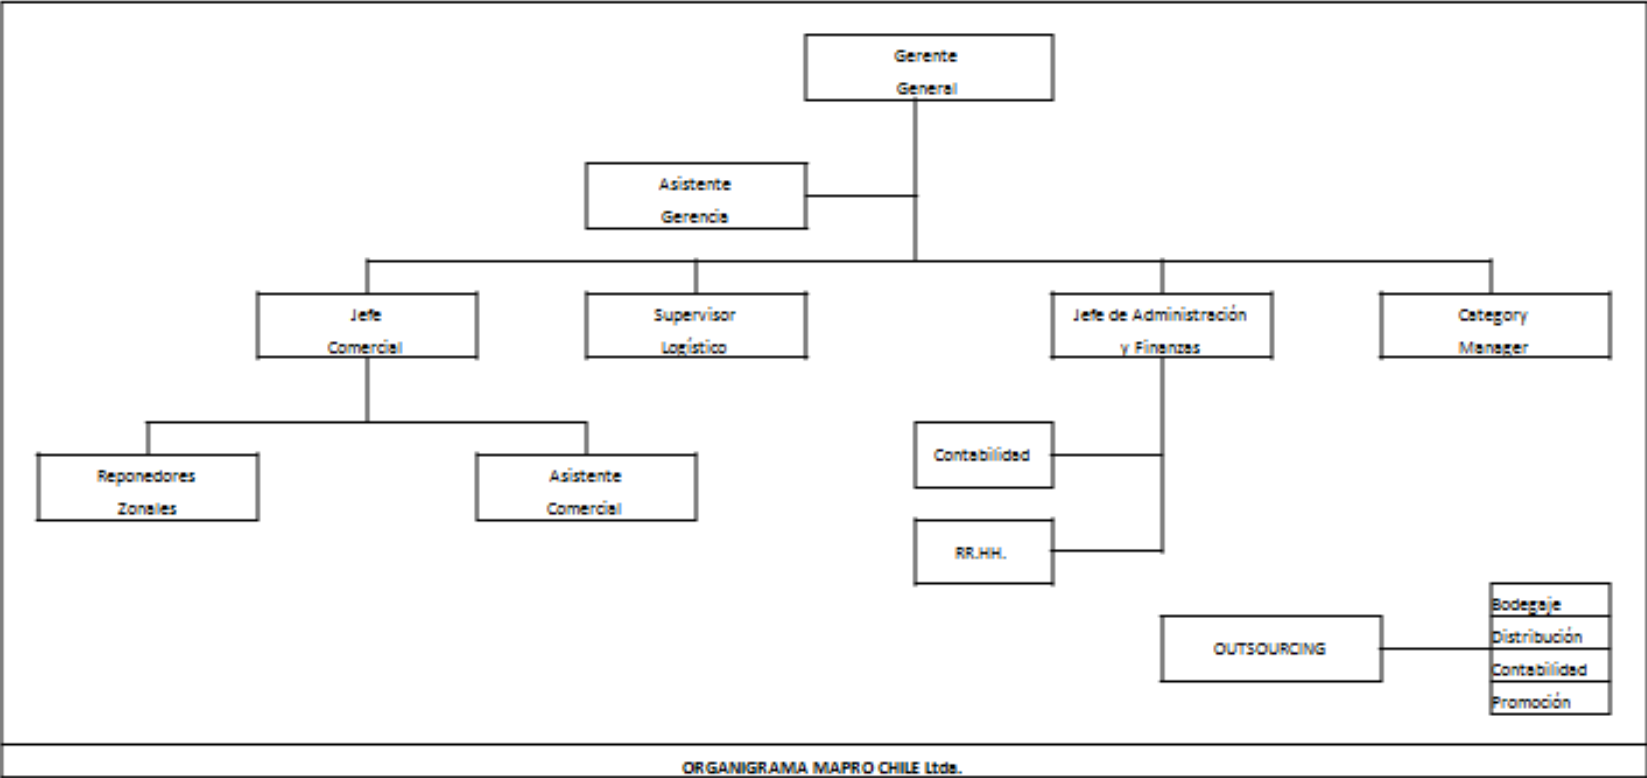 Gerente
General
Asistente
Gerencia
Jefe
Comercial
Supervisor
Logístico
Jefe de Administración
y Finanzas
Category
Manager
Reponedores
Zonales
Asistente
Comercial
Contabilidad
RR.HH.
OUTSOURCING
Bodegaje
Distribución
Contabilidad
Promoción
ORGANIGRAMA MAPRO CHILE Ltda.